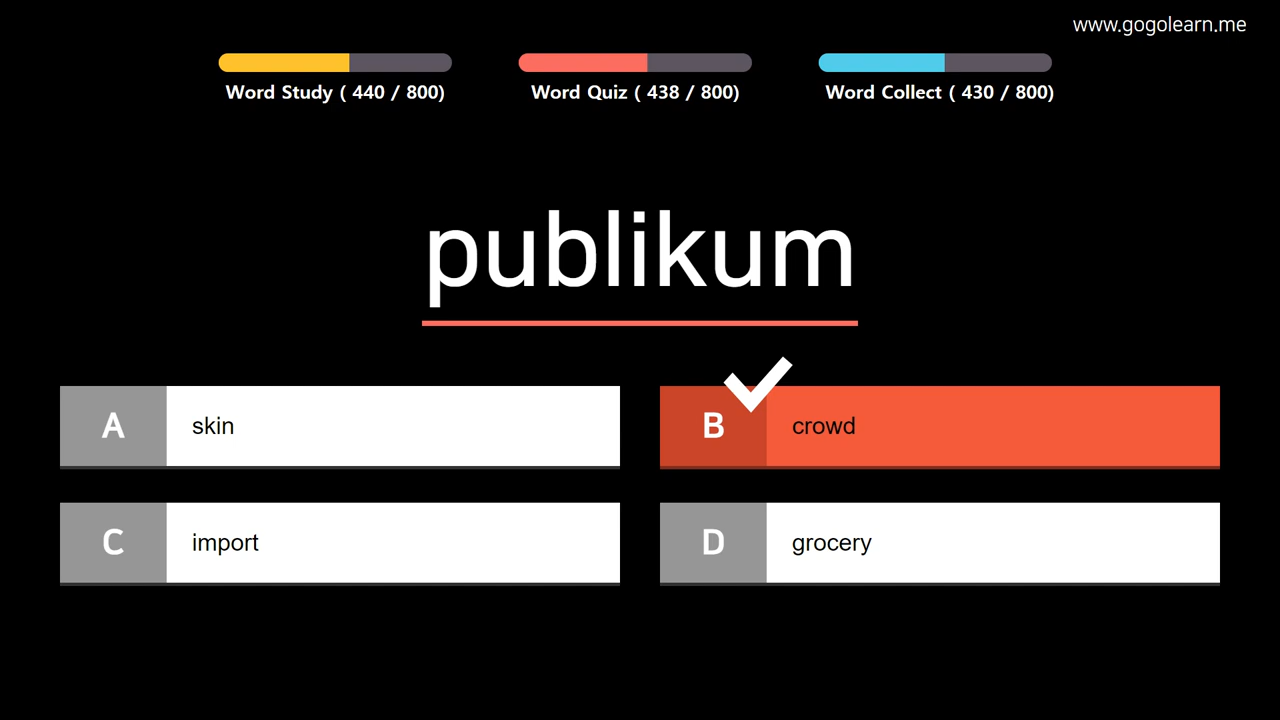 www.gogolearn.me
Word Study ( 440 / 800)
Word Quiz ( 438 / 800)
Word Collect ( 430 / 800)
publikum
A skin
B crowd
C import
D grocery